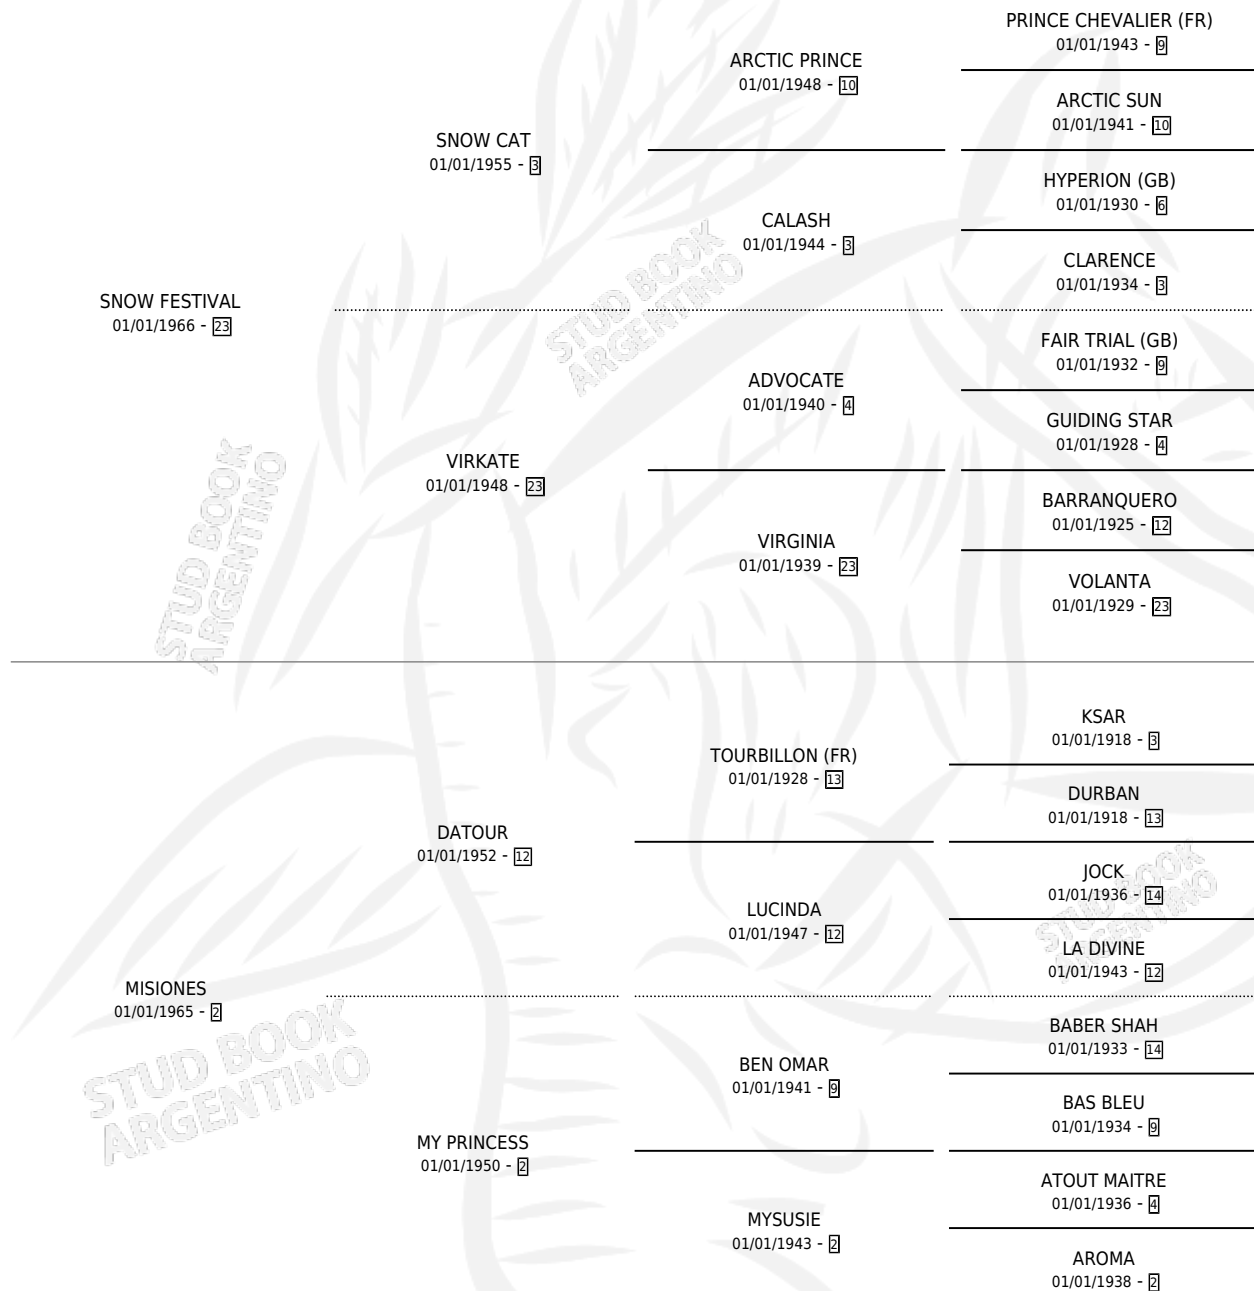 PRINCE CHEVALIER (FR)
01/01/1943 - 9
ARCTIC PRINCE
01/01/1948 - 10
ARCTIC SUN
01/01/1941 - 10
SNOW CAT
01/01/1955 - 3
HYPERION (GB)
01/01/1930 - 6
CALASH
01/01/1944 - 3
CLARENCE
01/01/1934 - 3
SNOW FESTIVAL
01/01/1966 - 23
FAIR TRIAL (GB)
01/01/1932 - 9
ADVOCATE
01/01/1940 - 4
GUIDING STAR
01/01/1928 - 4
VIRKATE
01/01/1948 - 23
BARRANQUERO
01/01/1925 - 12
VIRGINIA
01/01/1939 - 23
VOLANTA
01/01/1929 - 23
KSAR
01/01/1918 - 3
TOURBILLON (FR)
01/01/1928 - 13
DURBAN
01/01/1918 - 13
DATOUR
01/01/1952 - 12
JOCK
01/01/1936 - 14
LUCINDA
01/01/1947 - 12
LA DIVINE
01/01/1943 - 12
MISIONES
01/01/1965 - 2
BABER SHAH
01/01/1933 - 14
BEN OMAR
01/01/1941 - 9
BAS BLEU
01/01/1934 - 9
MY PRINCESS
01/01/1950 - 2
ATOUT MAITRE
01/01/1936 - 4
MYSUSIE
01/01/1943 - 2
AROMA
01/01/1938 - 2
STUD BOOK
ARGENTINO
STUD BOOK
ARGENTINO
STUD BOOK
ARGENTINO
STUD BOOK
ARGENTINO